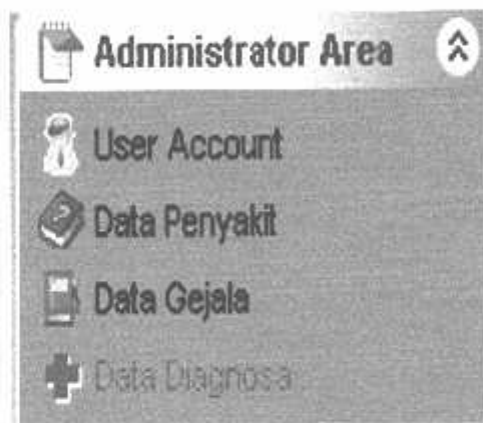 Administrator Area
User Account
Data Penyakit
Data Gejala
Data Diagnosa